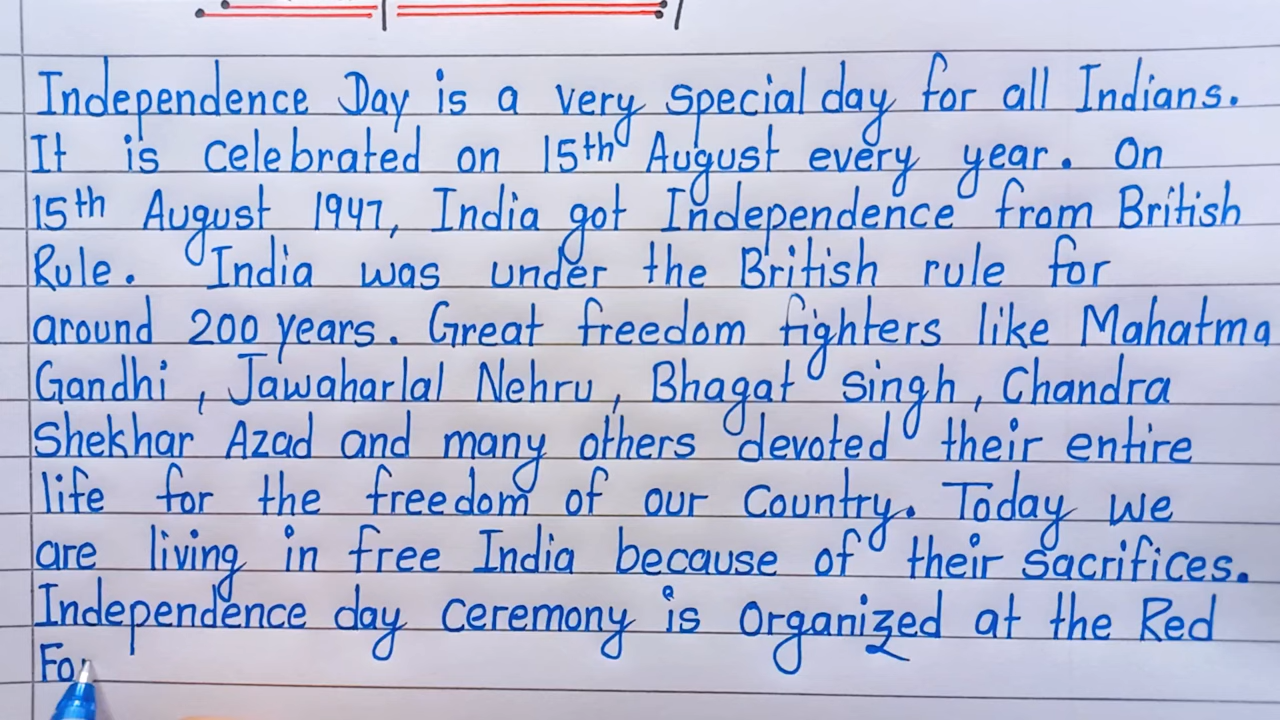 Independence Day is a very special day for all Indians.
It is celebrated on 15th August every year. On
15th August 1947, India got Independence from British
Rule. India was under the British rule for
around 200 years. Great freedom fighters like Mahatma
Gandhi, Jawaharlal Nehru, Bhagat Singh, Chandra
Shekhar Azad and many others devoted their entire
life for the freedom of our Country. Today we
are living in free India because of their sacrifices.
Independence day ceremony is organized at the Red